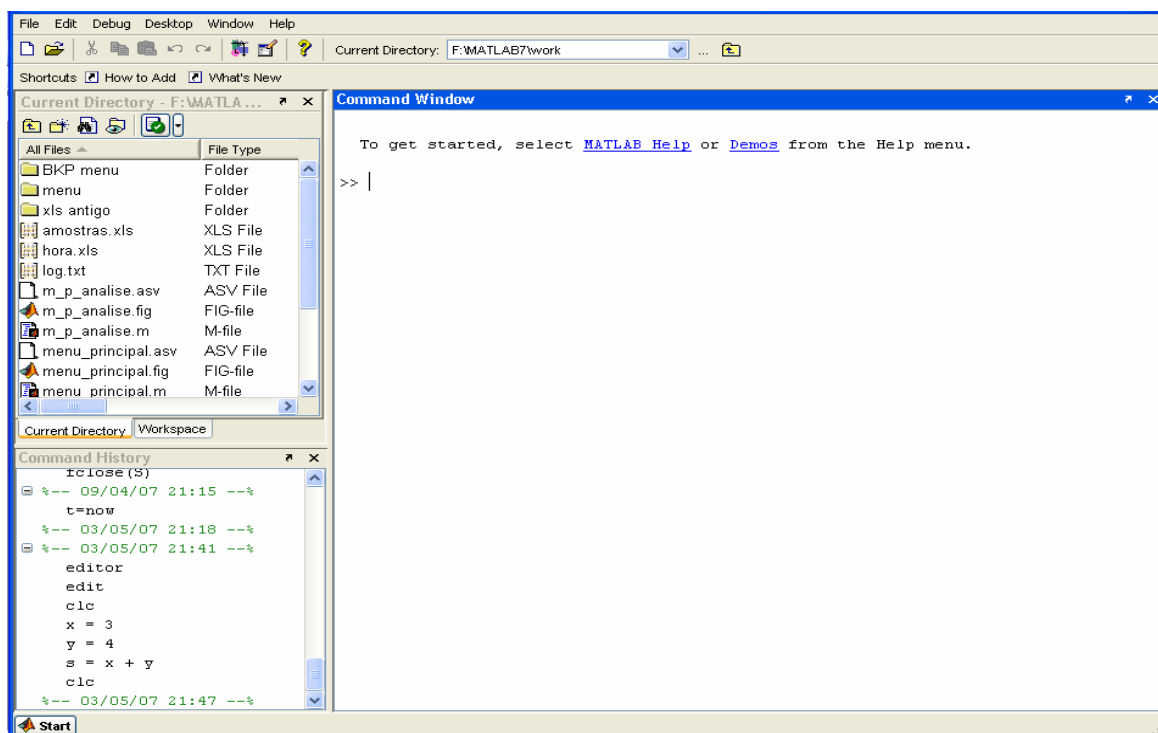 File Edit Debug Desktop Window Help
Current Directory: F:\MATLAB7\work ...
Shortcuts How to Add What's New
Current Directory - F:\MATLA...
All Files File Type
BKP menu Folder
menu Folder
xls antigo Folder
amostras.xls XLS File
hora.xls XLS File
log.txt TXT File
m_p_analise.asv ASV File
m_p_analise.fig FIG-file
m_p_analise.m M-file
menu_principal.asv ASV File
menu_principal.fig FIG-file
menu_principal.m M-file
Current Directory Workspace
Command History
fclose(S)
%-- 09/04/07 21:15 --%
t=now
%-- 03/05/07 21:18 --%
%-- 03/05/07 21:41 --%
editor
edit
clc
x = 3
y = 4
s = x + y
clc
%-- 03/05/07 21:47 --%
Command Window
To get started, select MATLAB Help or Demos from the Help menu.
>>
Start